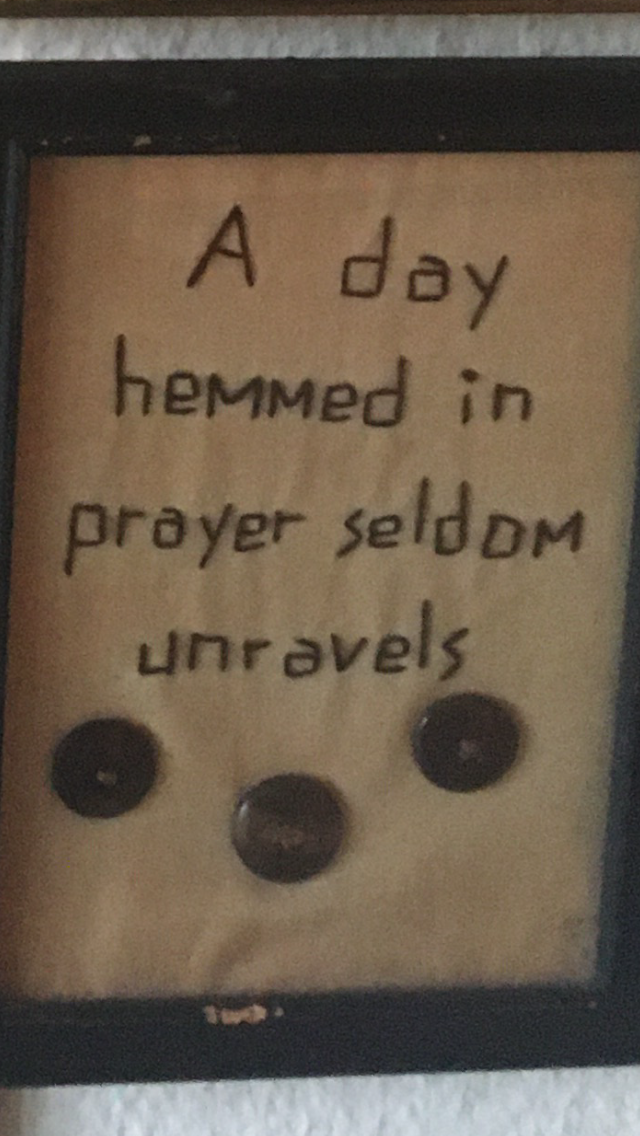 A day
hemmed in
prayer seldom
unravels